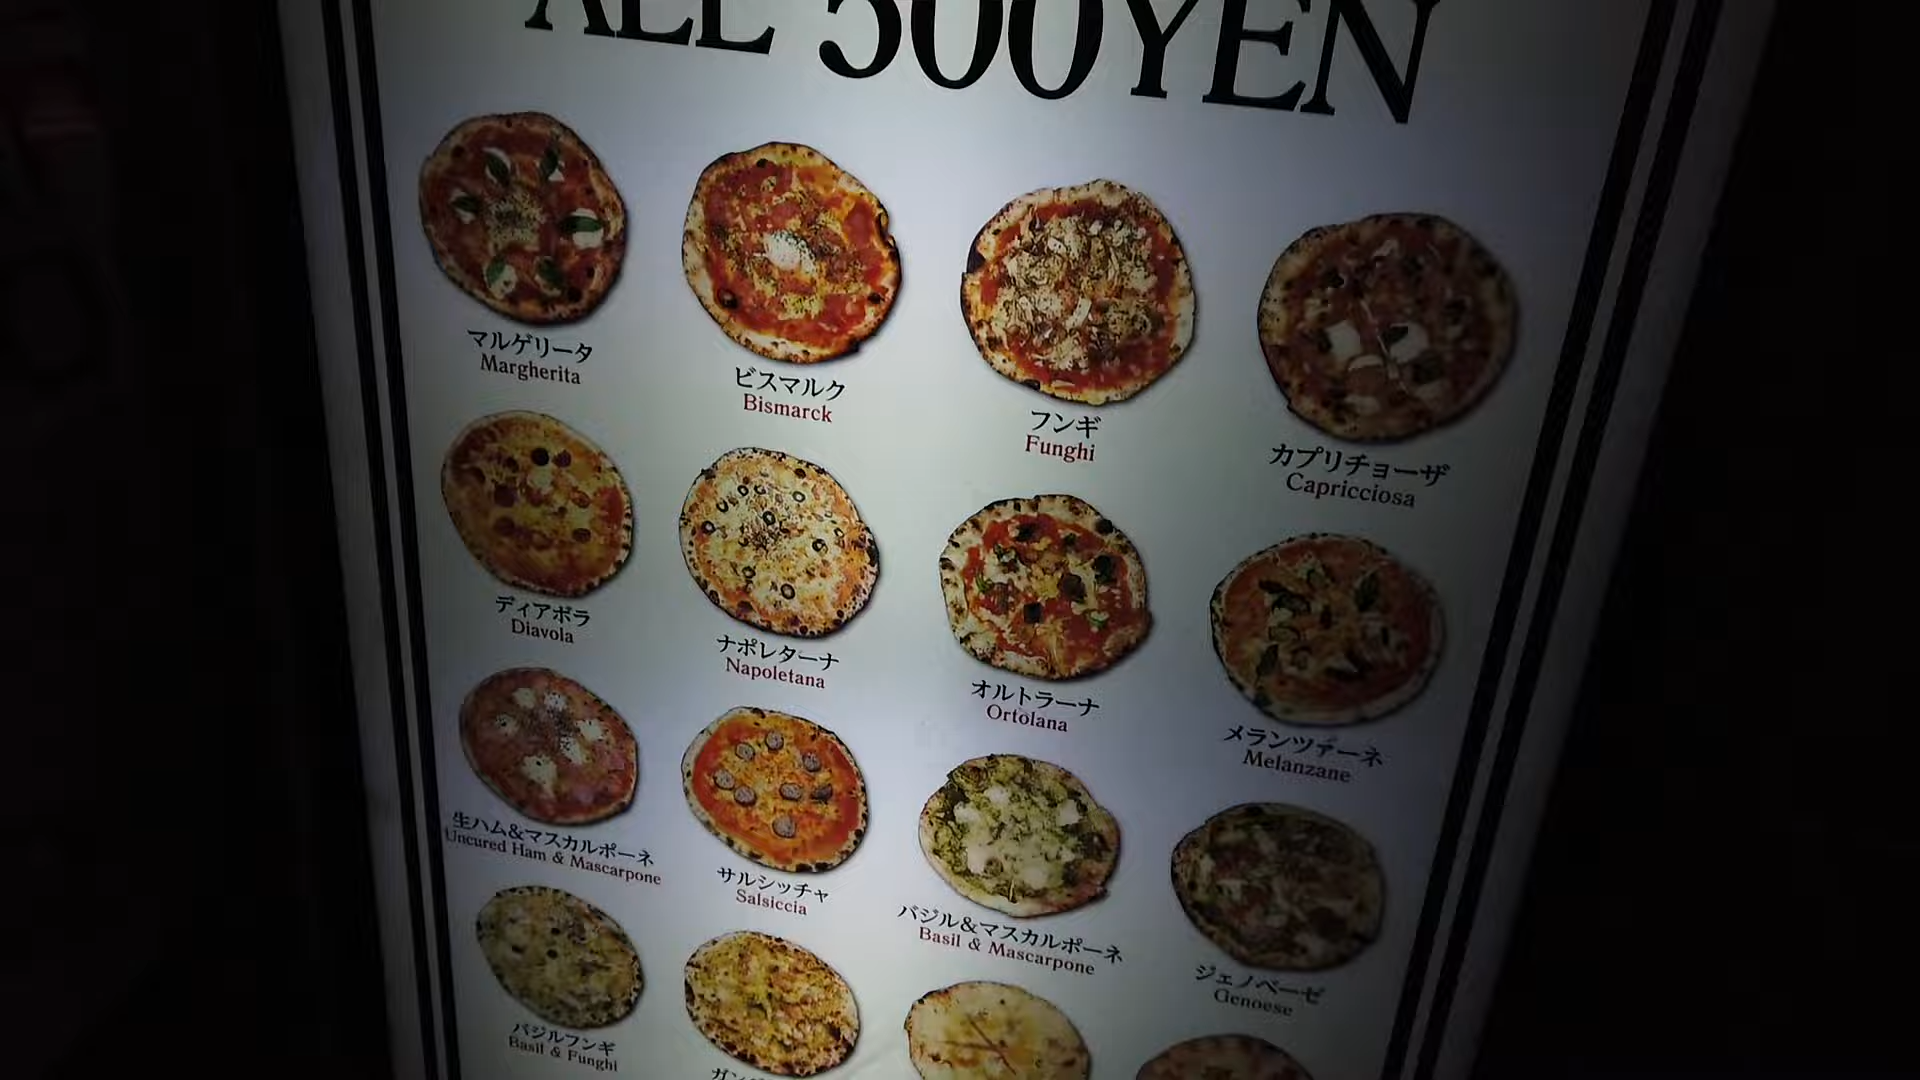 ALL 500YEN
マルゲリータ
Margherita
ビスマルク
Bismarck
フンギ
Funghi
カプリチョーザ
Capricciosa
ディアボラ
Diavola
ナポレターナ
Napoletana
オルトラーナ
Ortolana
メランツァーネ
Melanzane
生ハム&マスカルポーネ
Uncured Ham & Mascarpone
サルシッチャ
Salsiccia
バジル&マスカルポーネ
Basil & Mascarpone
ジェノベーゼ
Genoese
バジルフンギ
Basil & Funghi